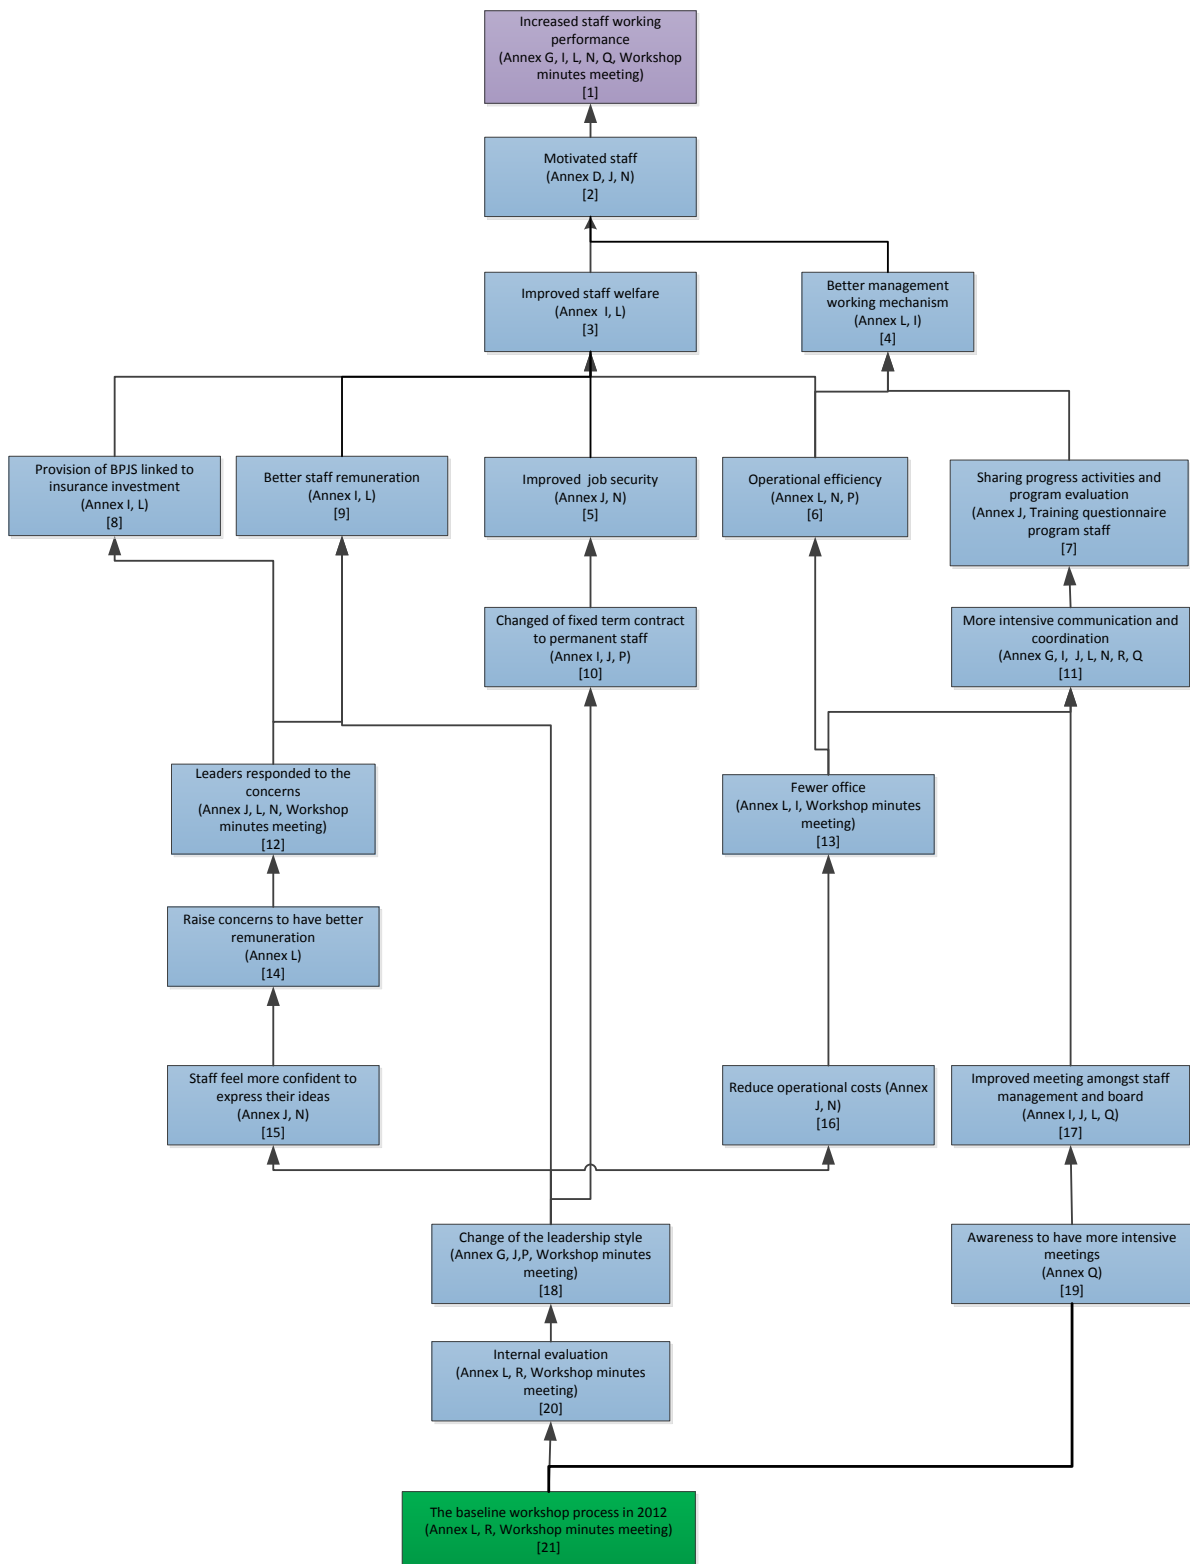 Increased staff working
performance
(Annex G, I, L, N, Q, Workshop
minutes meeting)
[1]
Motivated staff
(Annex D, J, N)
[2]
Improved staff welfare
(Annex  I, L)
[3]
Better management
working mechanism
(Annex L, I)
[4]
Provision of BPJS linked to
insurance investment
(Annex I, L)
[8]
Better staff remuneration
(Annex I, L)
[9]
Improved  job security
(Annex J, N)
[5]
Operational efficiency
(Annex L, N, P)
[6]
Sharing progress activities and
program evaluation
(Annex J, Training questionnaire
program staff
[7]
Changed of fixed term contract
to permanent staff
(Annex I, J, P)
[10]
More intensive communication and
coordination
(Annex G, I,  J, L, N, R, Q
[11]
Leaders responded to the
concerns
(Annex J, L, N, Workshop
minutes meeting)
[12]
Fewer office
(Annex L, I, Workshop minutes
meeting)
[13]
Raise concerns to have better
remuneration
(Annex L)
[14]
Staff feel more confident to
express their ideas
(Annex J, N)
[15]
Reduce operational costs (Annex
J, N)
[16]
Improved meeting amongst staff
management and board
(Annex I, J, L, Q)
[17]
Change of the leadership style
(Annex G, J,P, Workshop minutes
meeting)
[18]
Awareness to have more intensive
meetings
(Annex Q)
[19]
Internal evaluation
(Annex L, R, Workshop minutes
meeting)
[20]
The baseline workshop process in 2012
(Annex L, R, Workshop minutes meeting)
[21]